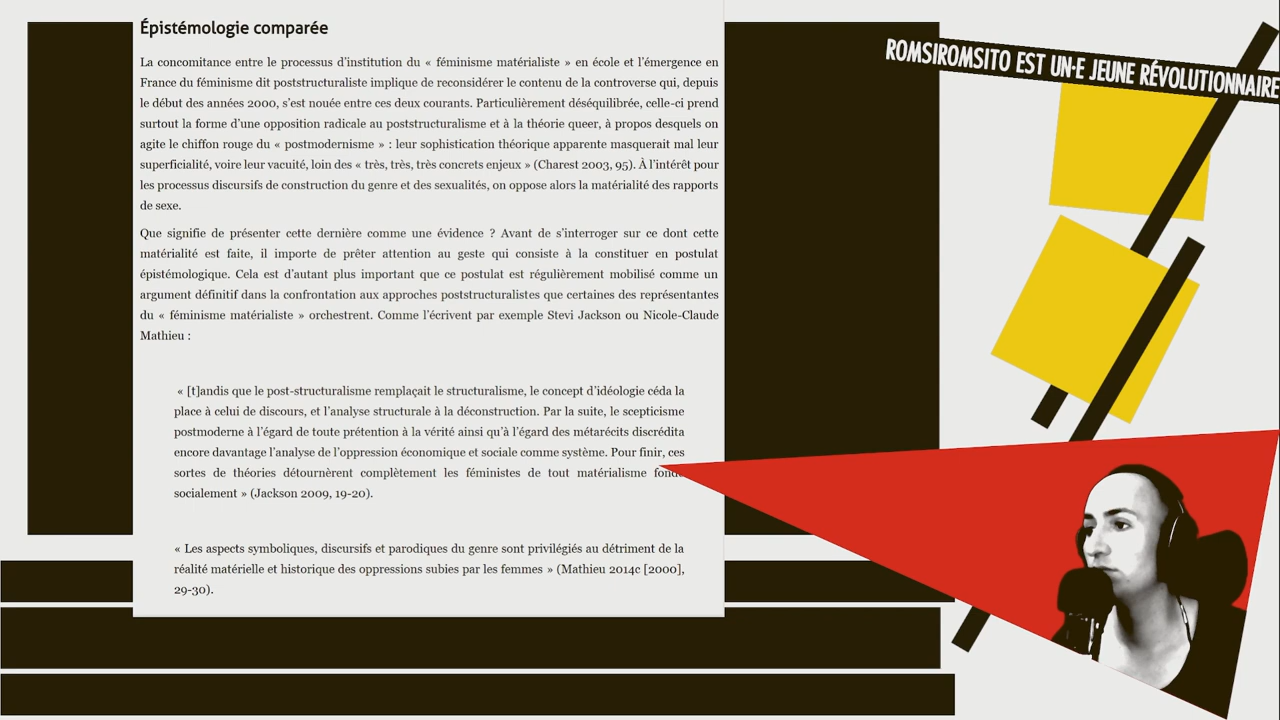 Épistémologie comparée
La concomitance entre le processus d'institution du « féminisme matérialiste » en école et l'émergence en
France du féminisme dit poststructuraliste implique de reconsidérer le contenu de la controverse qui, depuis
le début des années 2000, s'est nouée entre ces deux courants. Particulièrement déséquilibrée, celle-ci prend
surtout la forme d'une opposition radicale au poststructuralisme et à la théorie queer, à propos desquels on
agite le chiffon rouge du « postmodernisme » : leur sophistication théorique apparente masquerait mal leur
superficialité, voire leur vacuité, loin des « très, très, très concrets enjeux » (Charest 2003, 95). À l'intérêt pour
les processus discursifs de construction du genre et des sexualités, on oppose alors la matérialité des rapports
de sexe.
Que signifie de présenter cette dernière comme une évidence ? Avant de s'interroger sur ce dont cette
matérialité est faite, il importe de prêter attention au geste qui consiste à la constituer en postulat
épistémologique. Cela est d'autant plus important que ce postulat est régulièrement mobilisé comme un
argument définitif dans la confrontation aux approches poststructuralistes que certaines des représentantes
du « féminisme matérialiste » orchestrent. Comme l'écrivent par exemple Stevi Jackson ou Nicole-Claude
Mathieu :
« [t]andis que le post-structuralisme remplaçait le structuralisme, le concept d'idéologie céda la
place à celui de discours, et l'analyse structurale à la déconstruction. Par la suite, le scepticisme
postmoderne à l'égard de toute prétention à la vérité ainsi qu'à l'égard des métarécits discrédita
encore davantage l'analyse de l'oppression économique et sociale comme système. Pour finir, ces
sortes de théories détournèrent complètement les féministes de tout matérialisme fondé
socialement » (Jackson 2009, 19-20).
« Les aspects symboliques, discursifs et parodiques du genre sont privilégiés au détriment de la
réalité matérielle et historique des oppressions subies par les femmes » (Mathieu 2014c [2000],
29-30).
ROMSIROMSITO EST UN·E JEUNE RÉVOLUTIONNAIRE